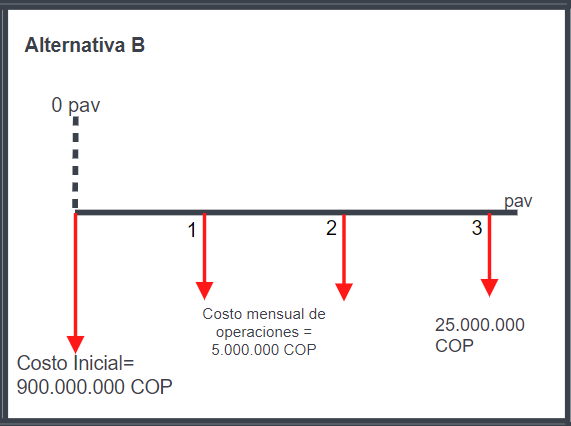 Alternativa B
0 pav
pav
1
2
3
Costo mensual de
operaciones =
5.000.000 COP
25.000.000
COP
Costo Inicial=
900.000.000 COP